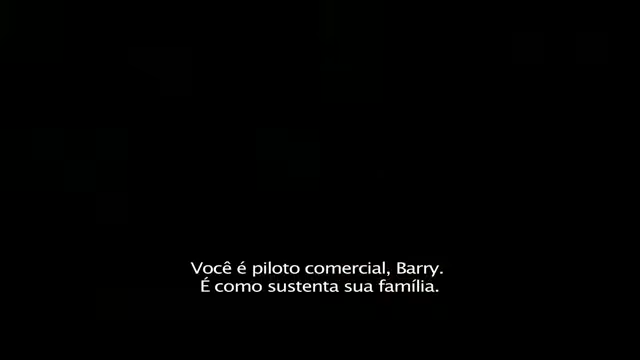 Você é piloto comercial, Barry.
É como sustenta sua família.